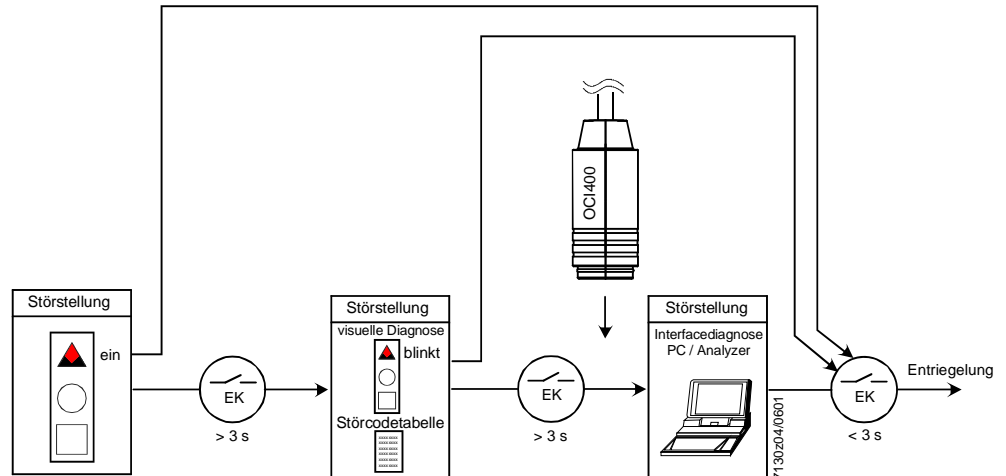 OCI400
Störstellung
ein
EK
> 3 s
Störstellung
visuelle Diagnose
blinkt
Störcodetabelle
EK
> 3 s
Störstellung
Interfacediagnose
PC / Analyzer
7130z04/0601
EK
< 3 s
Entriegelung